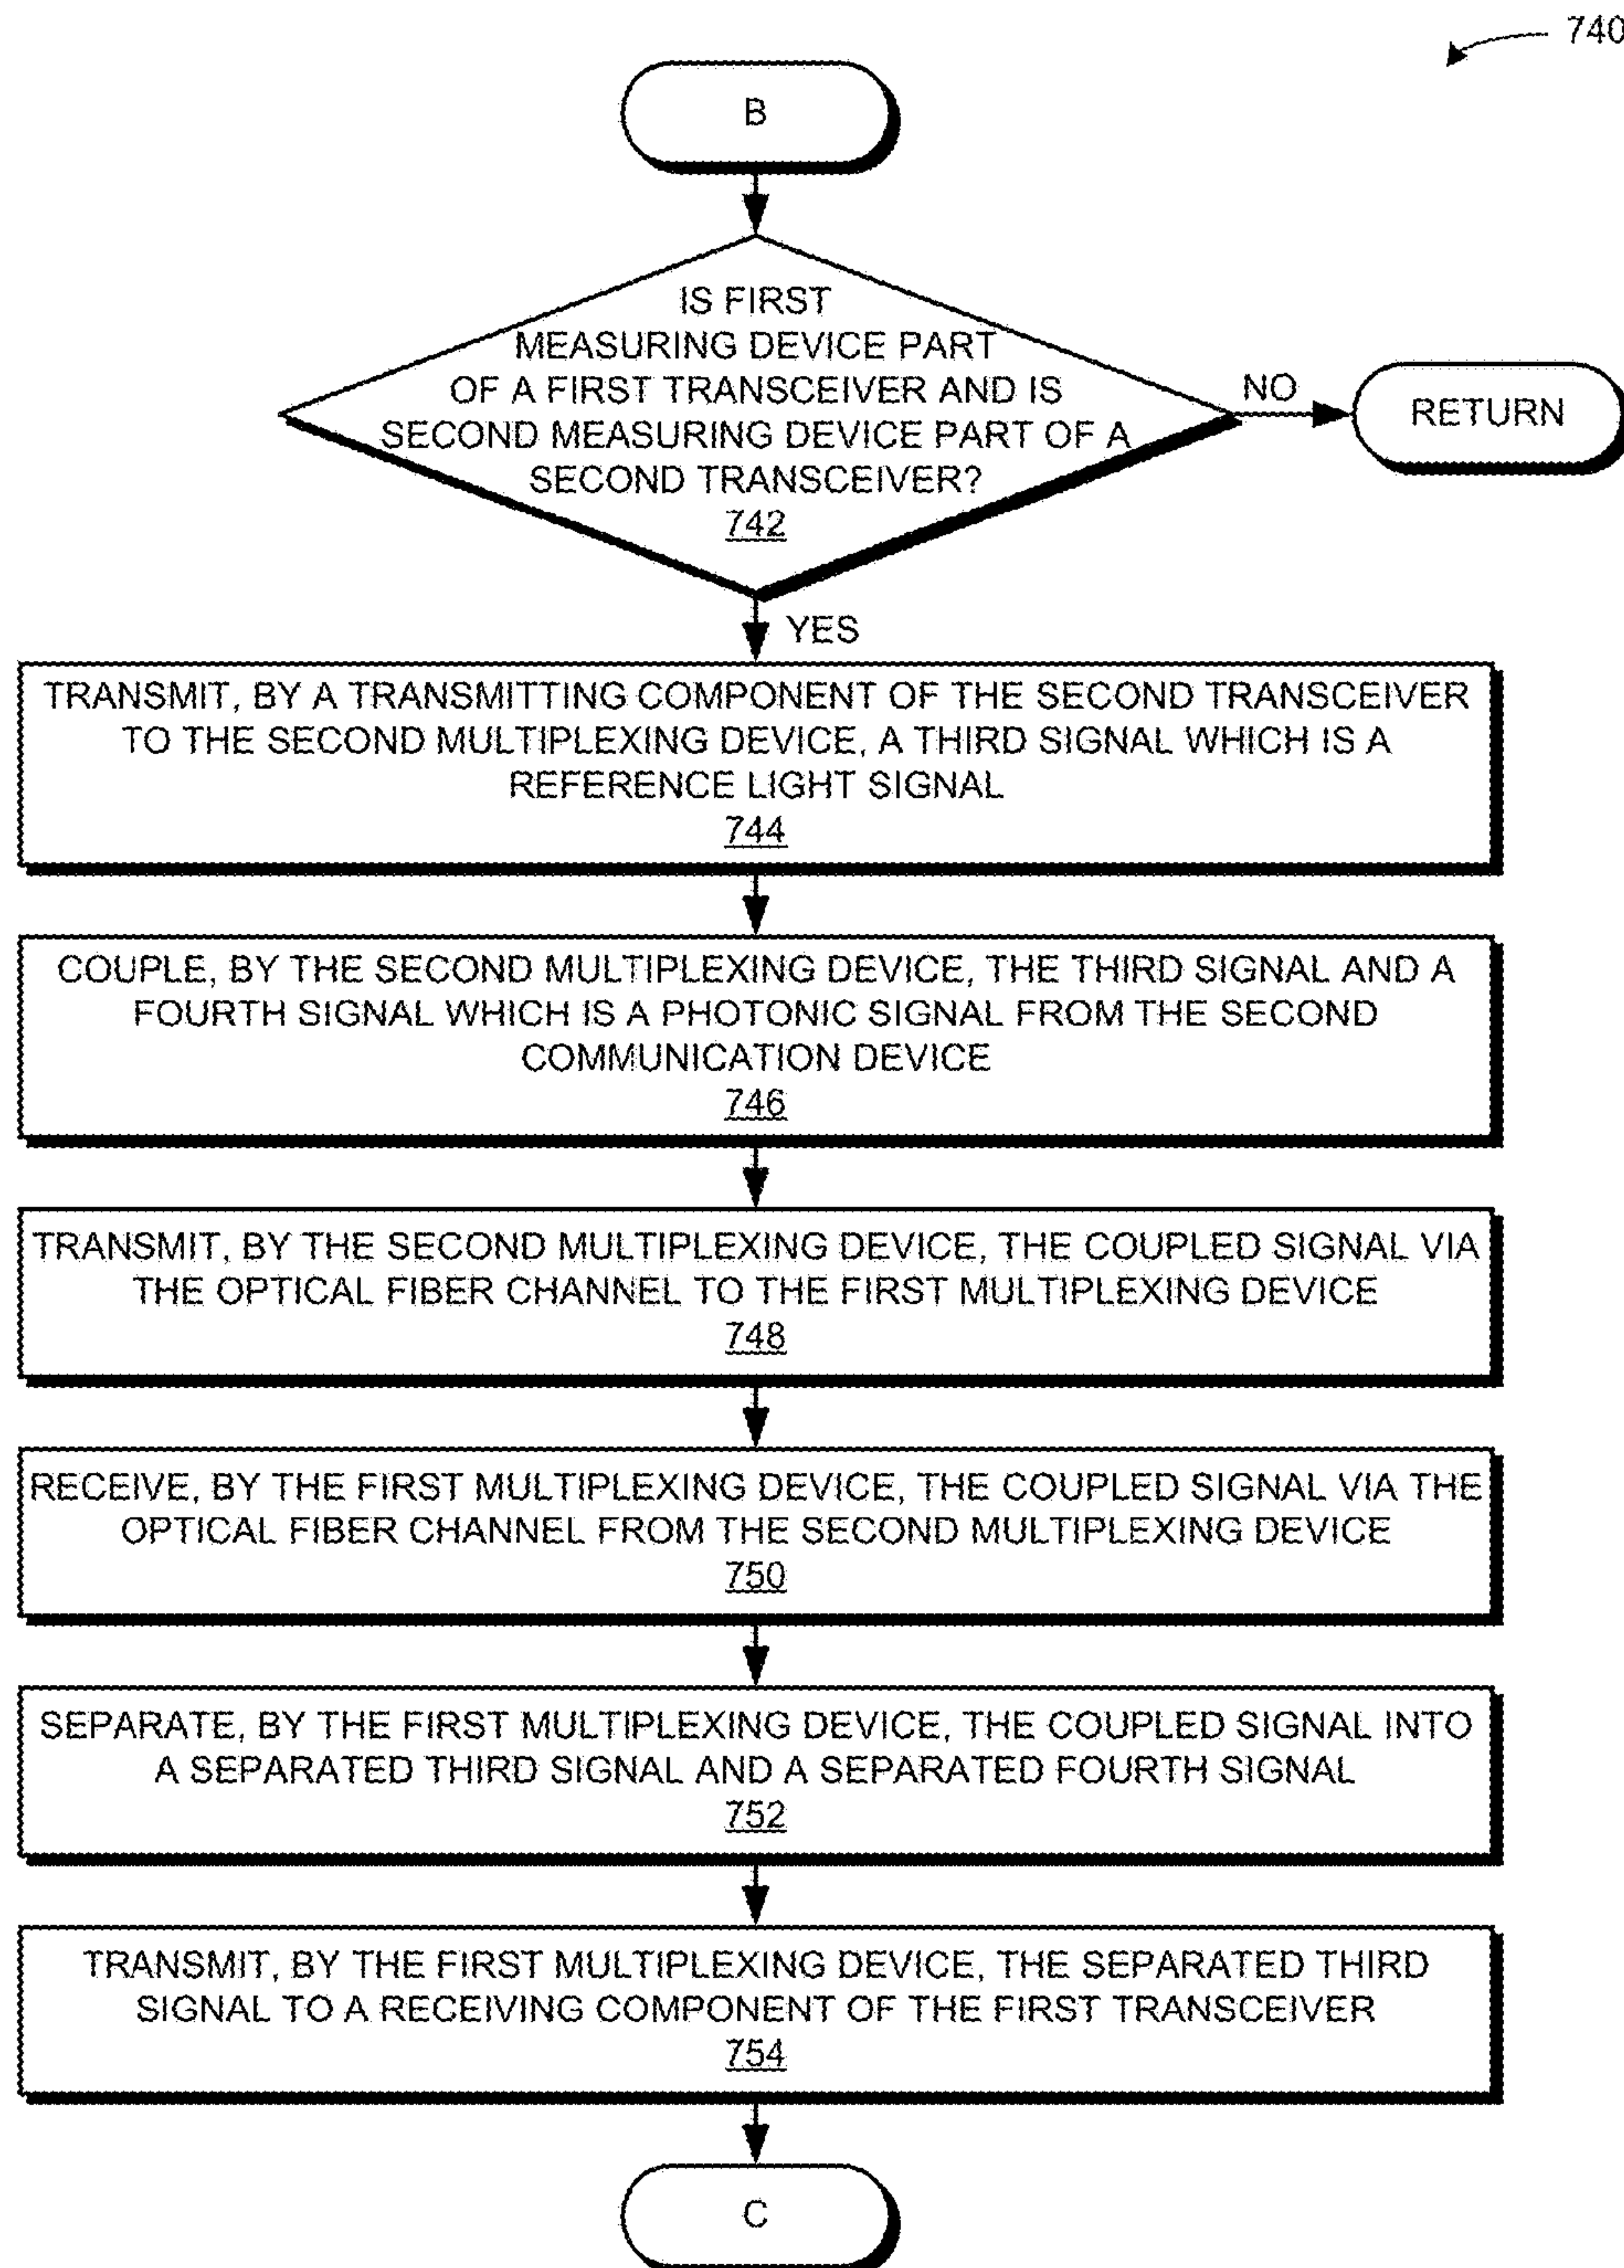 740
B
IS FIRST
MEASURING DEVICE PART
OF A FIRST TRANSCEIVER AND IS
SECOND MEASURING DEVICE PART OF A
SECOND TRANSCEIVER?
742
NO
RETURN
YES
TRANSMIT, BY A TRANSMITTING COMPONENT OF THE SECOND TRANSCEIVER
TO THE SECOND MULTIPLEXING DEVICE, A THIRD SIGNAL WHICH IS A
REFERENCE LIGHT SIGNAL
744
COUPLE, BY THE SECOND MULTIPLEXING DEVICE, THE THIRD SIGNAL AND A
FOURTH SIGNAL WHICH IS A PHOTONIC SIGNAL FROM THE SECOND
COMMUNICATION DEVICE
746
TRANSMIT, BY THE SECOND MULTIPLEXING DEVICE, THE COUPLED SIGNAL VIA
THE OPTICAL FIBER CHANNEL TO THE FIRST MULTIPLEXING DEVICE
748
RECEIVE, BY THE FIRST MULTIPLEXING DEVICE, THE COUPLED SIGNAL VIA THE
OPTICAL FIBER CHANNEL FROM THE SECOND MULTIPLEXING DEVICE
750
SEPARATE, BY THE FIRST MULTIPLEXING DEVICE, THE COUPLED SIGNAL INTO
A SEPARATED THIRD SIGNAL AND A SEPARATED FOURTH SIGNAL
752
TRANSMIT, BY THE FIRST MULTIPLEXING DEVICE, THE SEPARATED THIRD
SIGNAL TO A RECEIVING COMPONENT OF THE FIRST TRANSCEIVER
754
C